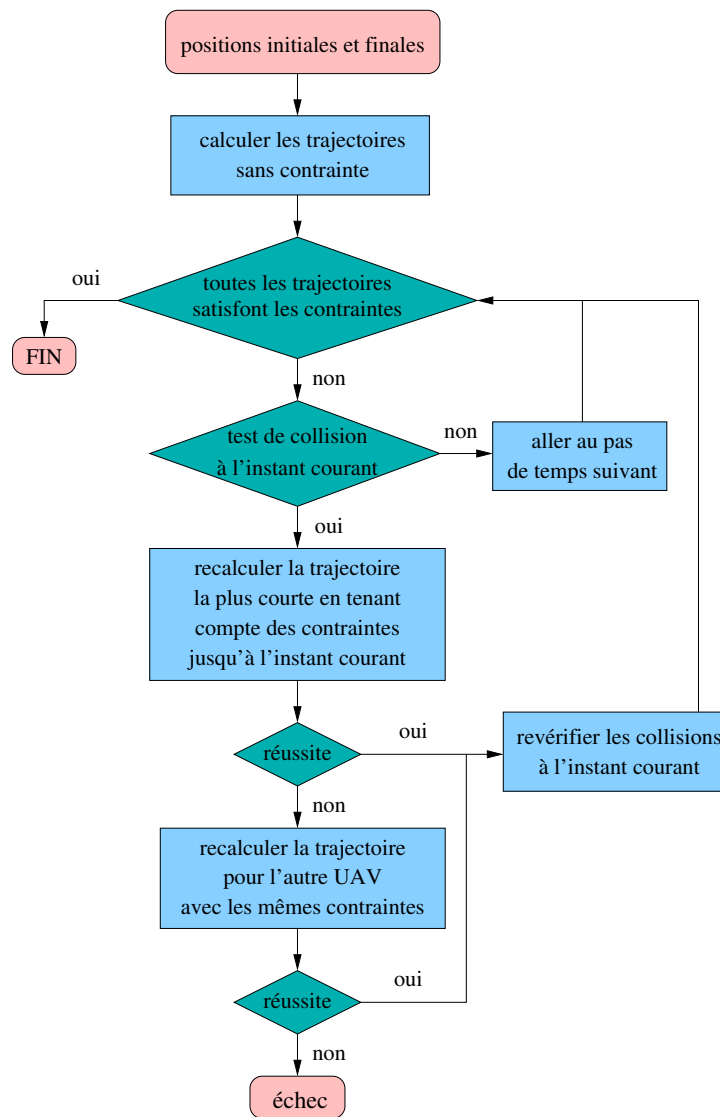 positions initiales et finales
calculer les trajectoires
sans contrainte
oui
toutes les trajectoires
satisfont les contraintes
FIN
non
test de collision
à l'instant courant
non
aller au pas
de temps suivant
oui
recalculer la trajectoire
la plus courte en tenant
compte des contraintes
jusqu'à l'instant courant
réussite
oui
revérifier les collisions
à l'instant courant
non
recalculer la trajectoire
pour l'autre UAV
avec les mêmes contraintes
réussite
oui
non
échec